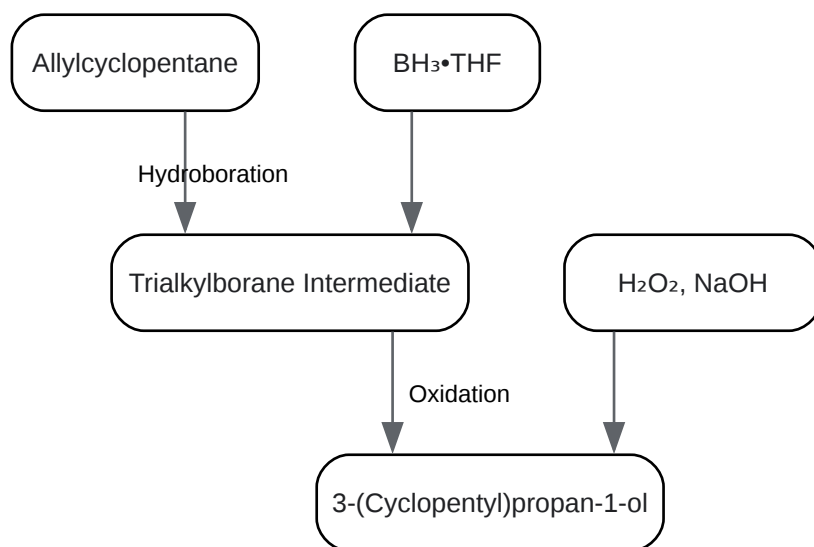 Allylcyclopentane
BH₃•THF
Hydroboration
Trialkylborane Intermediate
H₂O₂, NaOH
Oxidation
3-(Cyclopentyl)propan-1-ol